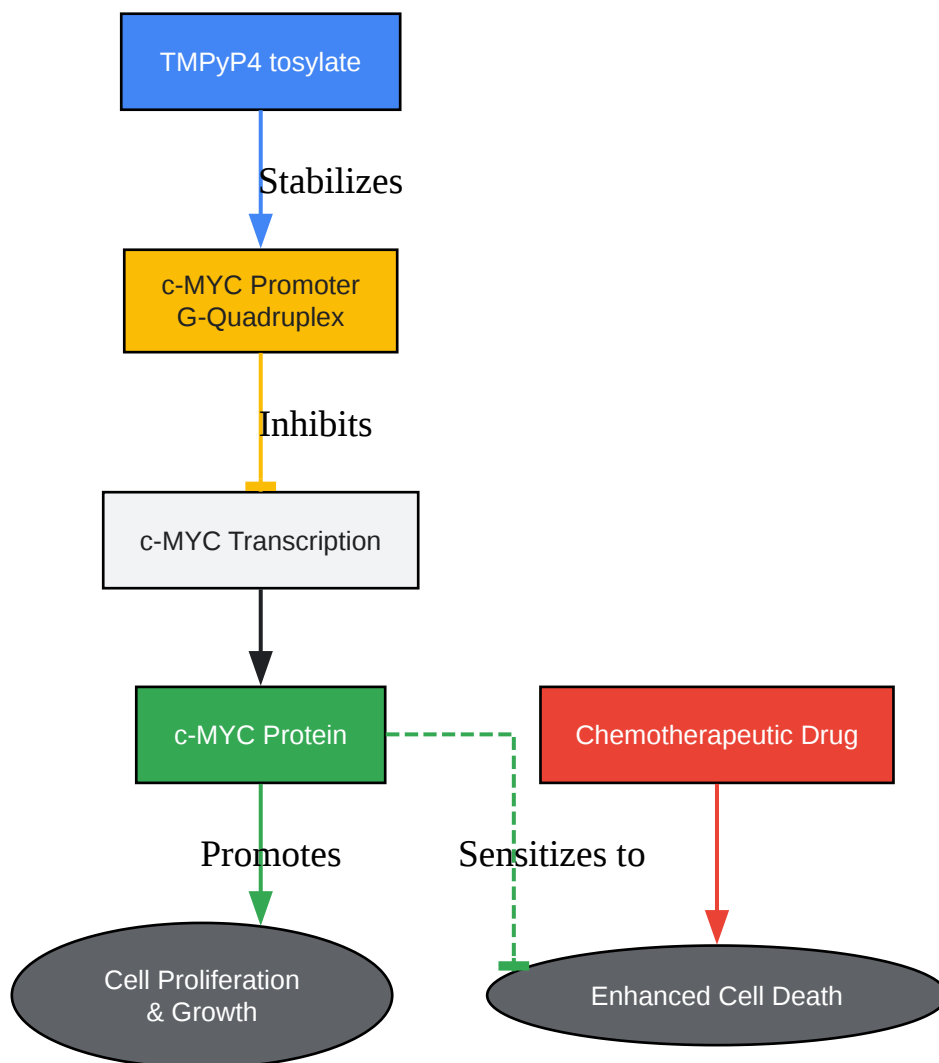 TMPyP4 tosylate
Stabilizes
c-MYC Promoter
G-Quadruplex
Inhibits
c-MYC Transcription
c-MYC Protein
Chemotherapeutic Drug
Promotes
Sensitizes to
Cell Proliferation
& Growth
Enhanced Cell Death